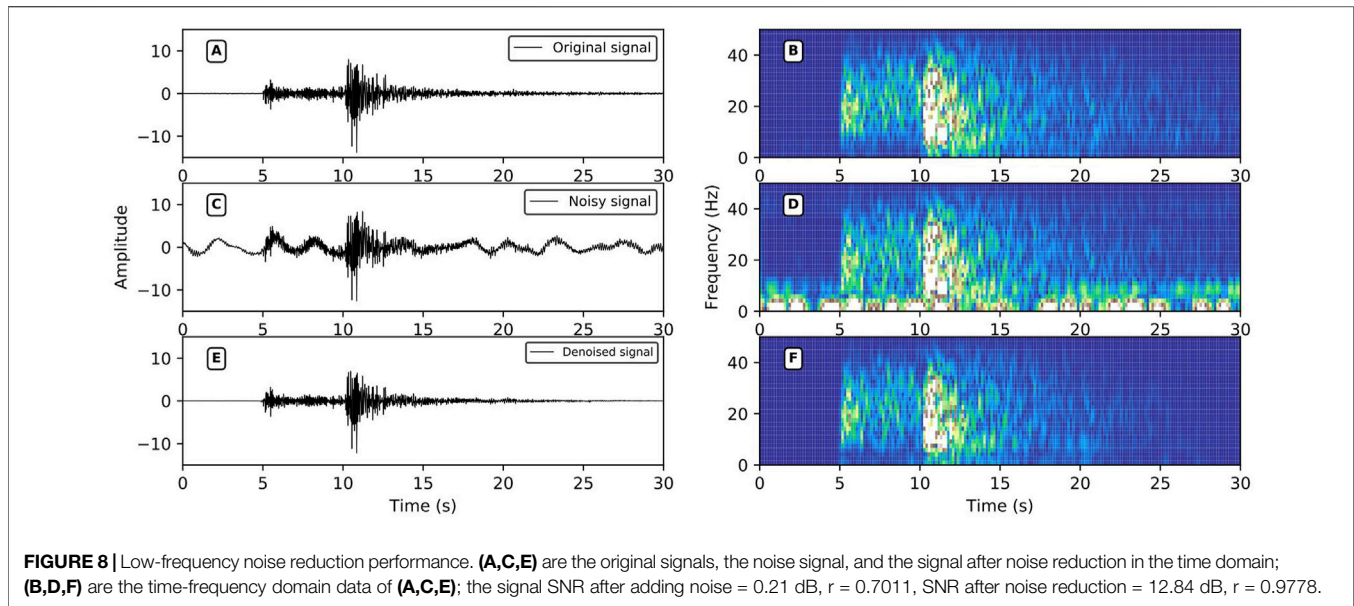 A
Original signal
10
0
−10
0 5 10 15 20 25 30
B
40
20
0
0 5 10 15 20 25 30
C
Noisy signal
10
0
−10
0 5 10 15 20 25 30
Amplitude
D
40
20
0
0 5 10 15 20 25 30
Frequency (Hz)
E
Denoised signal
10
0
−10
0 5 10 15 20 25 30
Time (s)
F
40
20
0
0 5 10 15 20 25 30
Time (s)
FIGURE 8 | Low-frequency noise reduction performance. (A,C,E) are the original signals, the noise signal, and the signal after noise reduction in the time domain;
(B,D,F) are the time-frequency domain data of (A,C,E); the signal SNR after adding noise = 0.21 dB, r = 0.7011, SNR after noise reduction = 12.84 dB, r = 0.9778.